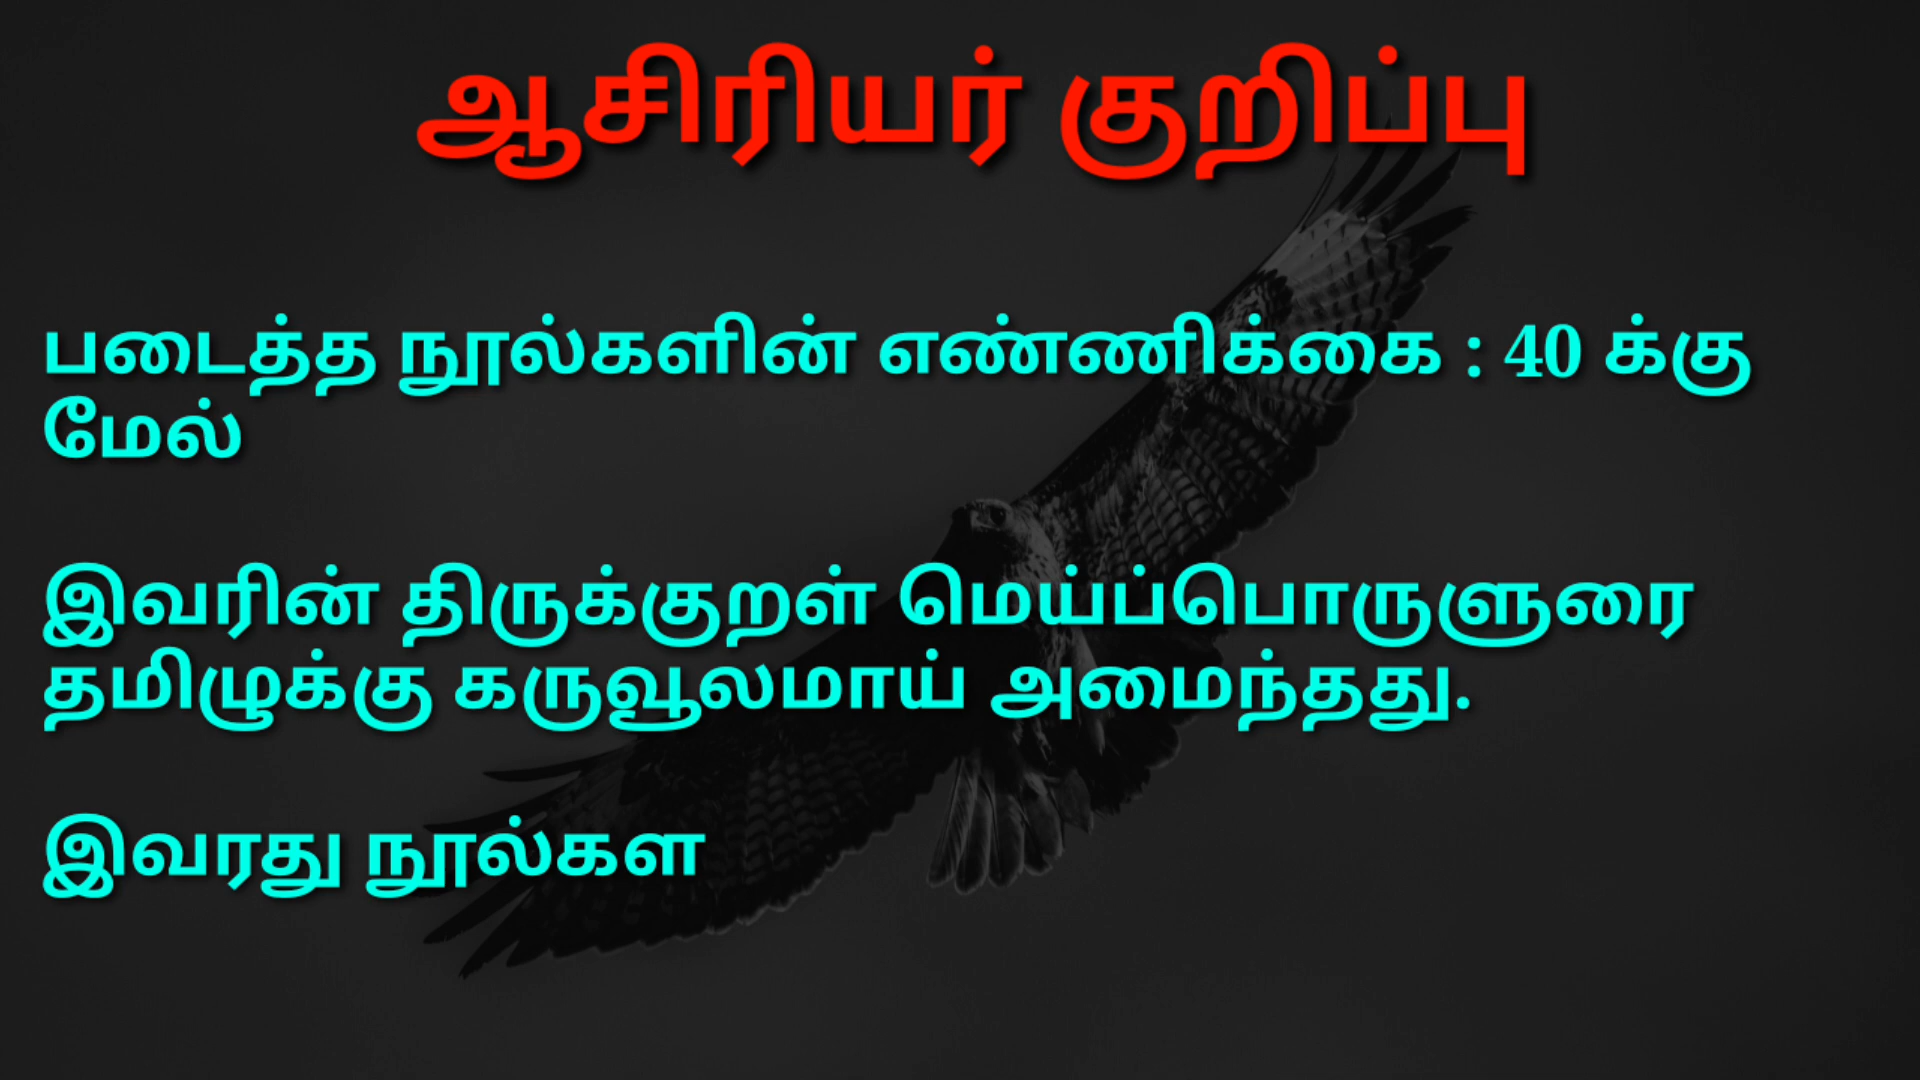 ஆசிரியர் குறிப்பு
படைத்த நூல்களின் எண்ணிக்கை : 40 க்கு
மேல்
இவரின் திருக்குறள் மெய்ப்பொருளுரை
தமிழுக்கு கருவூலமாய் அமைந்தது.
இவரது நூல்கள